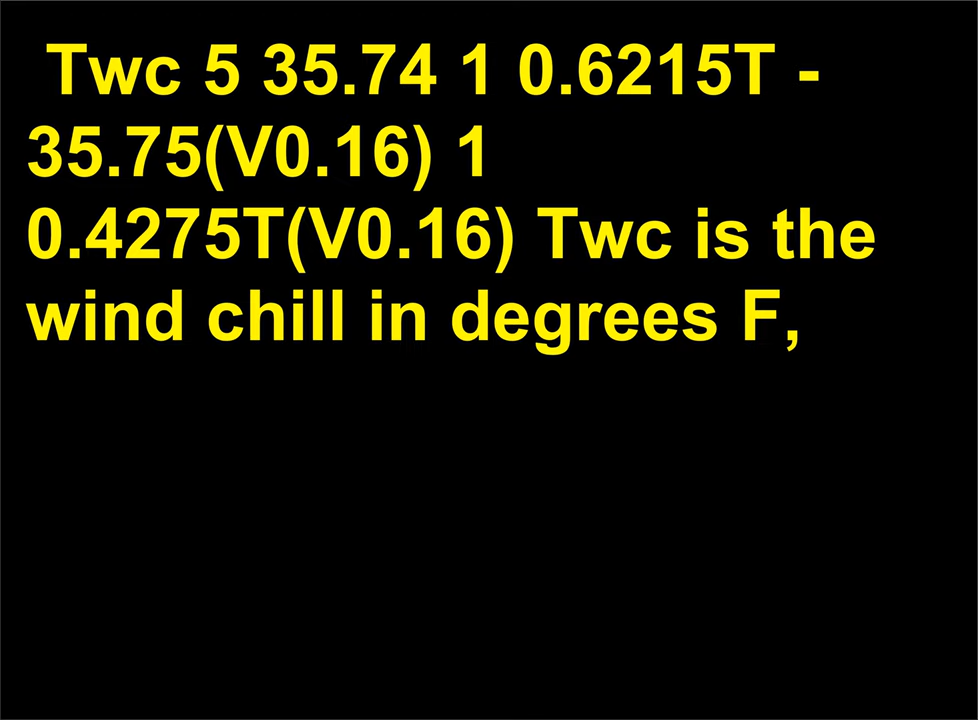 Twc 5 35.74 1 0.6215T -
35.75(V0.16) 1
0.4275T(V0.16) Twc is the
wind chill in degrees F,